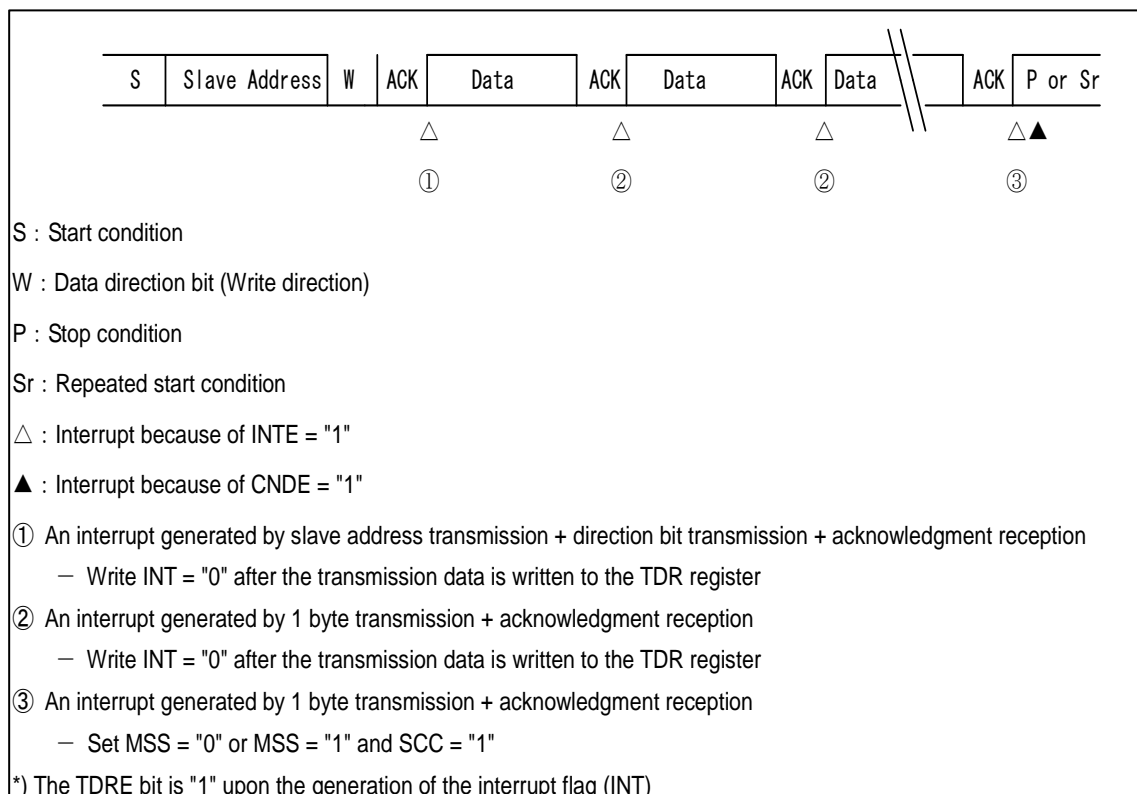 S Slave Address W ACK Data ACK Data ACK Data ACK P or Sr
△ △ △ △▲
① ② ② ③
S : Start condition
W : Data direction bit (Write direction)
P : Stop condition
Sr : Repeated start condition
△ : Interrupt because of INTE = "1"
▲ : Interrupt because of CNDE = "1"
① An interrupt generated by slave address transmission + direction bit transmission + acknowledgment reception
－ Write INT = "0" after the transmission data is written to the TDR register
② An interrupt generated by 1 byte transmission + acknowledgment reception
－ Write INT = "0" after the transmission data is written to the TDR register
③ An interrupt generated by 1 byte transmission + acknowledgment reception
－ Set MSS = "0" or MSS = "1" and SCC = "1"
*) The TDRE bit is "1" upon the generation of the interrupt flag (INT)